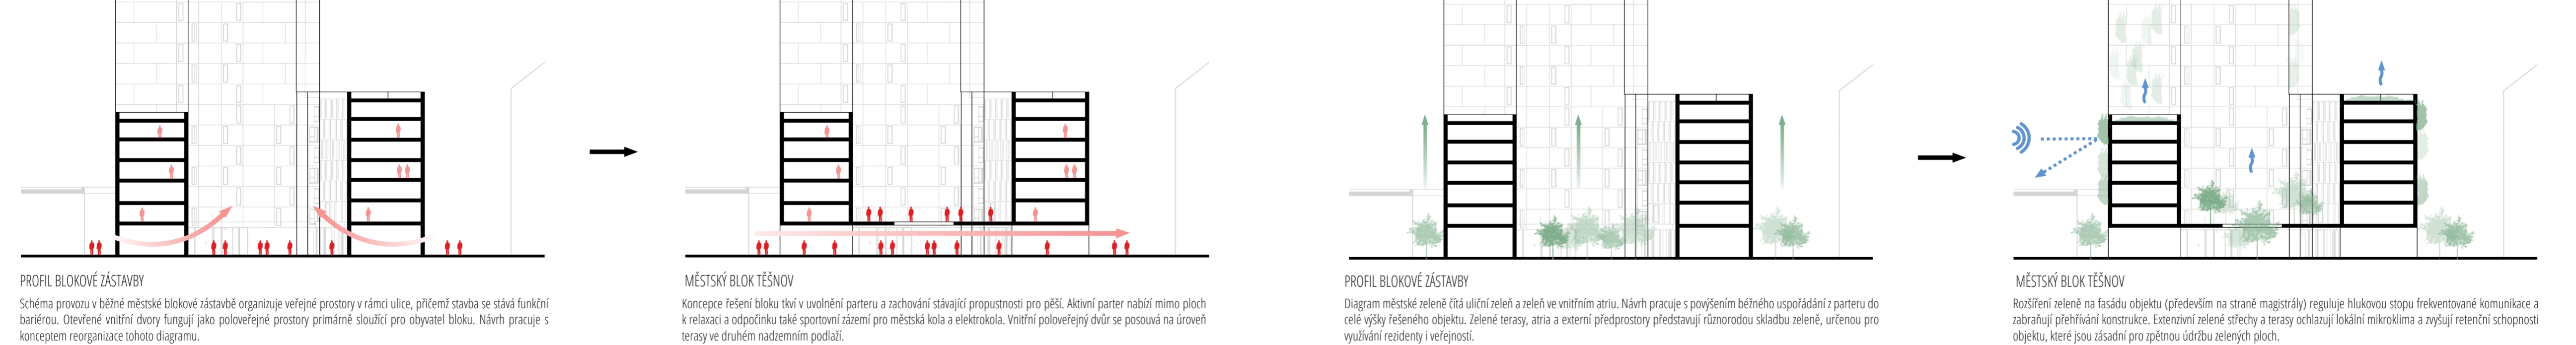 PROFIL BLOKOVÉ ZÁSTAVBY
Schéma provozu v běžné městské blokové zástavbě organizuje veřejné prostory v rámci ulice, přičemž stavba se stává funkční
bariérou. Otevřené vnitřní dvory fungují jako poloveřejné prostory primárně sloužící pro obyvatel bloku. Návrh pracuje s
konceptem reorganizace tohoto diagramu.
MĚSTSKÝ BLOK TĚŠNOV
Koncepce řešení bloku tkví v uvolnění parteru a zachování stávající propustnosti pro pěší. Aktivní parter nabízí mimo ploch
k relaxaci a odpočinku také sportovní zázemí pro městská kola a elektrokola. Vnitřní poloveřejný dvůr se posouvá na úroveň
terasy ve druhém nadzemním podlaží.
PROFIL BLOKOVÉ ZÁSTAVBY
Diagram městské zeleně čítá uliční zeleň a zeleň ve vnitřním atriu. Návrh pracuje s povýšením běžného uspořádání z parteru do
celé výšky řešeného objektu. Zelené terasy, atria a externí předprostory představují různorodou skladbu zeleně, určenou pro
využívání rezidenty i veřejností.
MĚSTSKÝ BLOK TĚŠNOV
Rozšíření zeleně na fasádu objektu (především na straně magistrály) reguluje hlukovou stopu frekventované komunikace a
zabraňují přehřívání konstrukce. Extenzivní zelené střechy a terasy ochlazují lokální mikroklima a zvyšují retenční schopnosti
objektu, které jsou zásadní pro zpětnou údržbu zelených ploch.